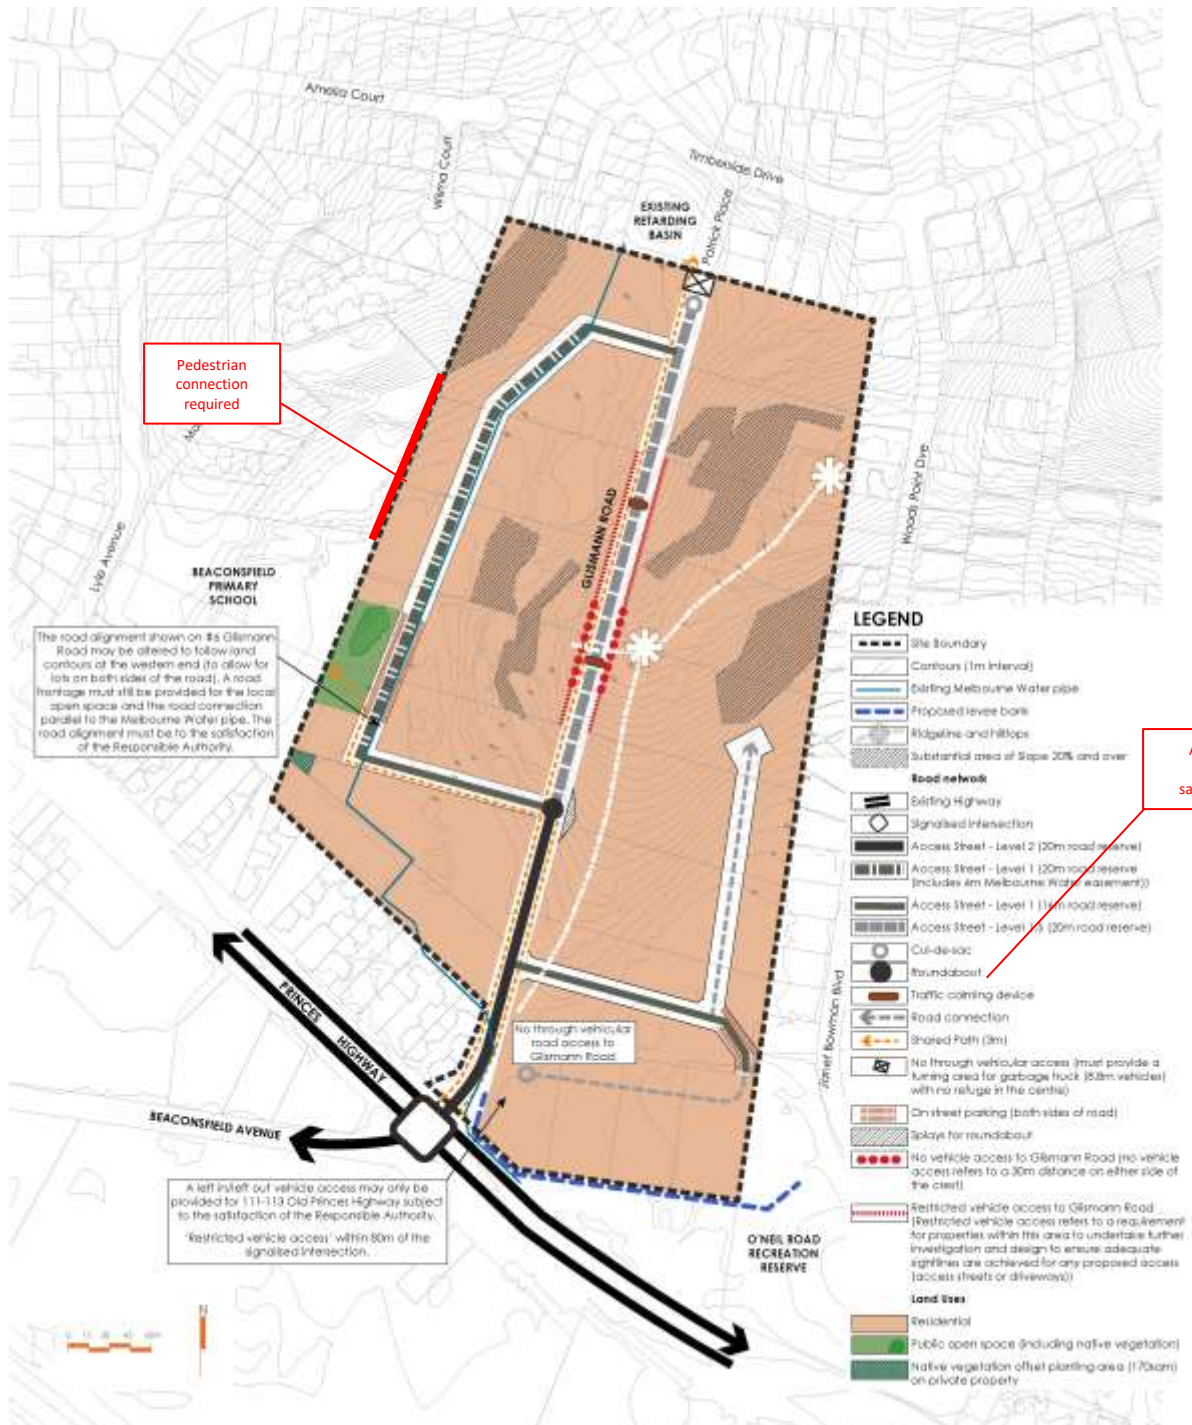 Amelia Court
Wilma Court
Timberside Drive
Patrick Place
EXISTING
RETARDING
BASIN
Pedestrian
connection
required
Lyle Avenue
Woods Point Dve
GLISMANN ROAD
BEACONSFIELD
PRIMARY
SCHOOL
The road alignment shown on #6 Glismann
Road may be altered to follow land
contours at the western end (to allow for
lots on both sides of the road). A road
frontage must still be provided for the local
open space and the road connection
parallel to the Melbourne Water pipe. The
road alignment must be to the satisfaction
of the Responsible Authority.
PRINCES
HIGHWAY
BEACONSFIELD AVENUE
No through vehicular
road access to
Glismann Road.
Janet Bowman Blvd
A left in/left out vehicle access may only be
provided for 111-113 Old Princes Highway subject
to the satisfaction of the Responsible Authority.
'Restricted vehicle access' within 80m of the
signalised intersection.
O'NEIL ROAD
RECREATION
RESERVE
N
LEGEND
Site Boundary
Contours (1m interval)
Existing Melbourne Water pipe
Proposed levee bank
Ridgeline and hilltops
Substantial area of Slope 20% and over
Road network
Existing Highway
Signalised intersection
Access Street - Level 2 (20m road reserve)
Access Street - Level 1 (20m road reserve
(includes 6m Melbourne Water easement))
Access Street - Level 1 (16m road reserve)
Access Street - Level (20m road reserve)
Cul-de-sac
Roundabout
Traffic calming device
Road connection
Shared Path (3m)
No through vehicular access (must provide a
turning area for garbage truck (8.8m vehicles)
with no refuge in the centre)
On street parking (both sides of road)
Splays for roundabout
No vehicle access to Glismann Road (no vehicle
access refers to a 30m distance on either side of
the crest)
Restricted vehicle access to Glismann Road
(Restricted vehicle access refers to a requirement
for properties within this area to undertake further
investigation and design to ensure adequate
sightlines are achieved for any proposed access
(access streets or driveways))
Land Uses
Residential
Public open space (including native vegetation)
Native vegetation offset planting area (170sqm)
on private property
A
sa